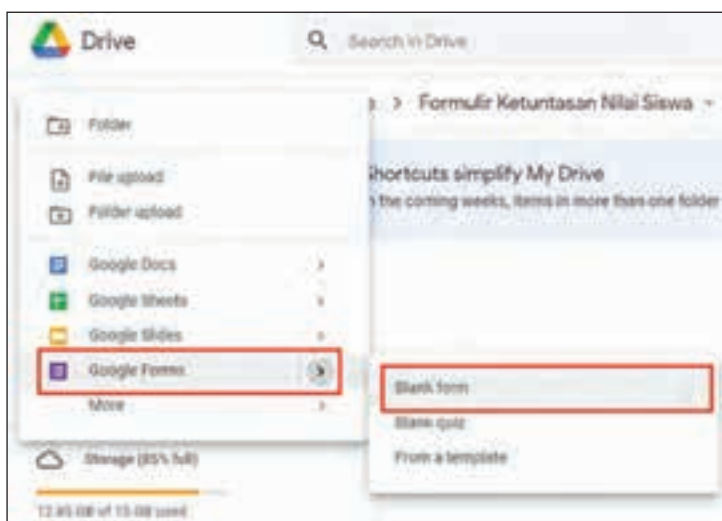 Drive
Search in Drive
> Formulir Ketuntasan Nilai Siswa
Folder
File upload
Folder upload
Shortcuts simplify My Drive
the coming weeks, items in more than one folder
Google Docs >
Google Sheets >
Google Slides >
Google Forms >
More >
Blank form
Blank quiz
From a template
Storage (85% full)
12.85 GB of 15 GB used